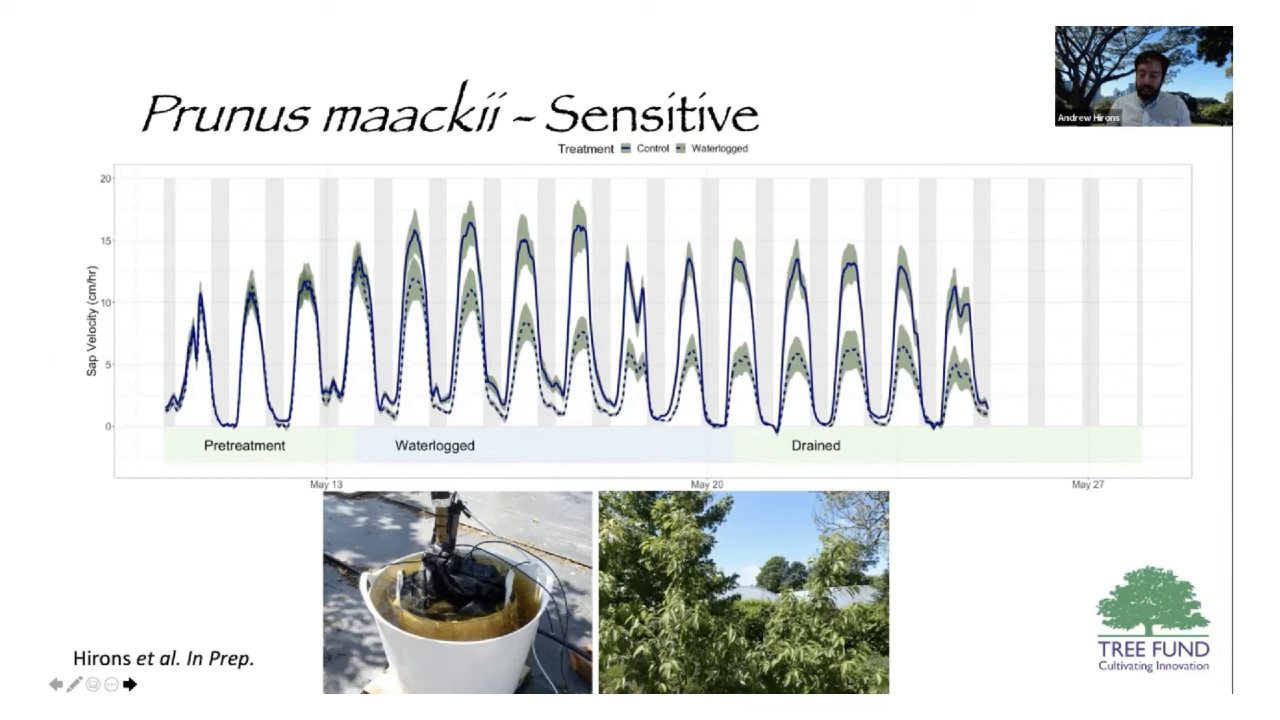 Prunus maackii - Sensitive
Andrew Hirons
Treatment Control Waterlogged
20
15
10
5
0
Sap Velocity (cm/hr)
Pretreatment Waterlogged Drained
May 13 May 20 May 27
Hirons et al. In Prep.
TREE FUND
Cultivating Innovation